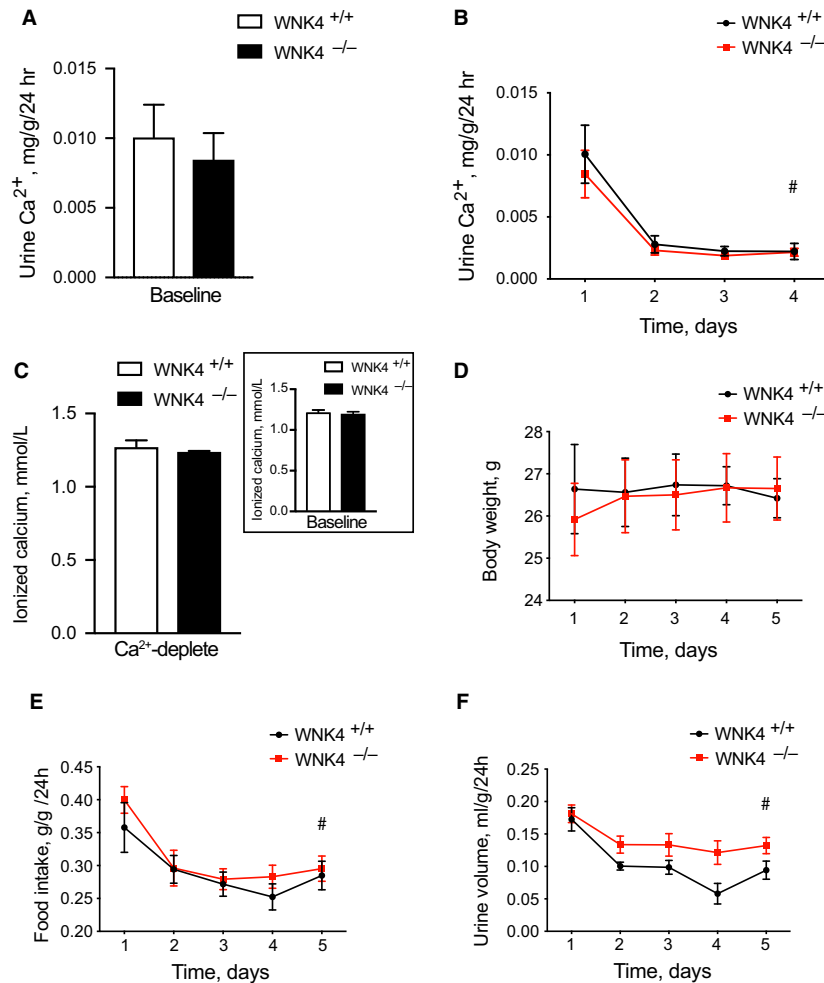 A
WNK4 +/+
WNK4 −/−
Urine Ca2+, mg/g/24 hr
0.015
0.010
0.005
0.000
Baseline
B
WNK4 +/+
WNK4 −/−
Urine Ca2+, mg/g/24 hr
0.015
0.010
0.005
0.000
#
1 2 3 4
Time, days
C
WNK4 +/+
WNK4 −/−
Ionized calcium, mmol/L
1.5
1.0
0.5
0.0
Ca2+-deplete
WNK4 +/+
WNK4 −/−
Ionized calcium, mmol/L
1.5
1.0
0.5
0.0
Baseline
D
WNK4 +/+
WNK4 −/−
Body weight, g
28
27
26
25
24
1 2 3 4 5
Time, days
E
WNK4 +/+
WNK4 −/−
Food intake, g/g /24h
0.40
0.35
0.30
0.25
0.20
#
1 2 3 4 5
Time, days
F
WNK4 +/+
WNK4 −/−
Urine volume, ml/g/24h
0.25
0.20
0.15
0.10
0.05
0.00
#
1 2 3 4 5
Time, days